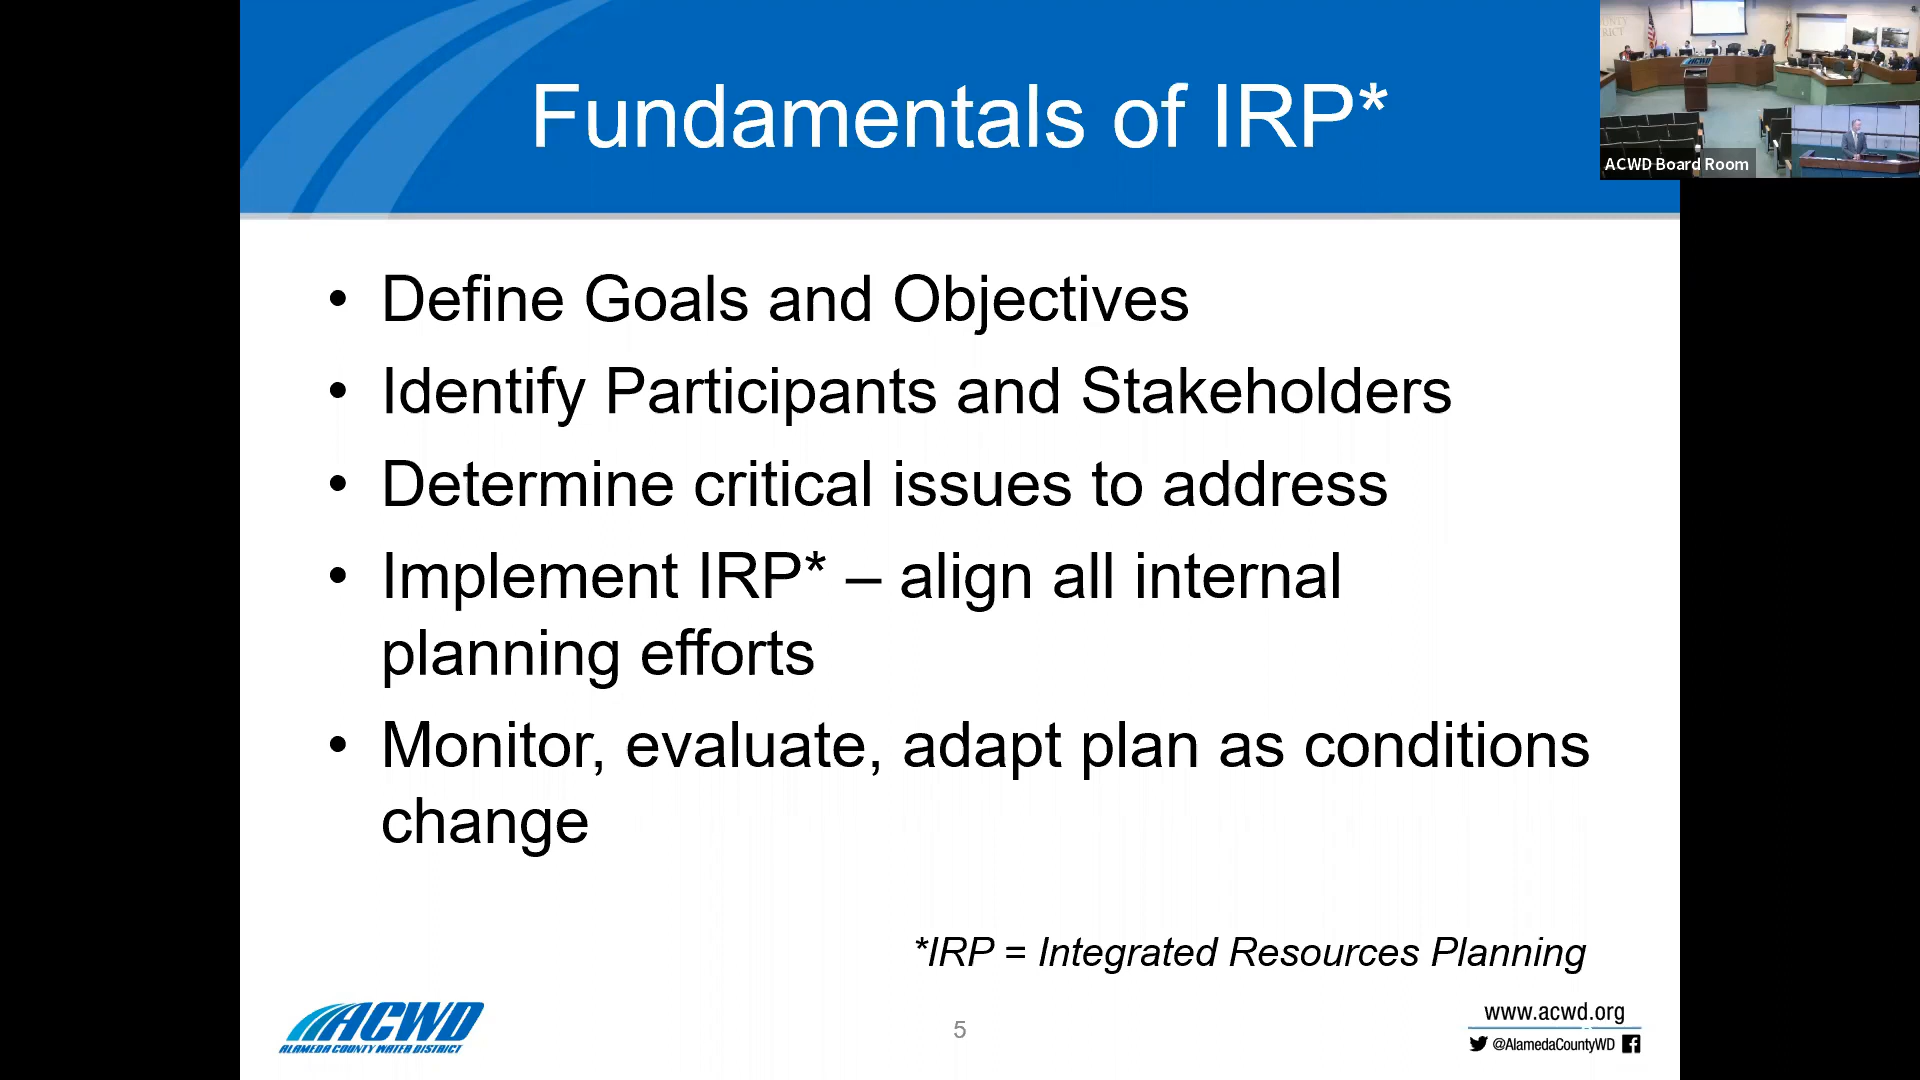 Fundamentals of IRP*
ACWD Board Room
• Define Goals and Objectives
• Identify Participants and Stakeholders
• Determine critical issues to address
• Implement IRP* – align all internal
planning efforts
• Monitor, evaluate, adapt plan as conditions
change
*IRP = Integrated Resources Planning
ACWD
ALAMEDA COUNTY WATER DISTRICT
5
www.acwd.org
@AlamedaCountyWD